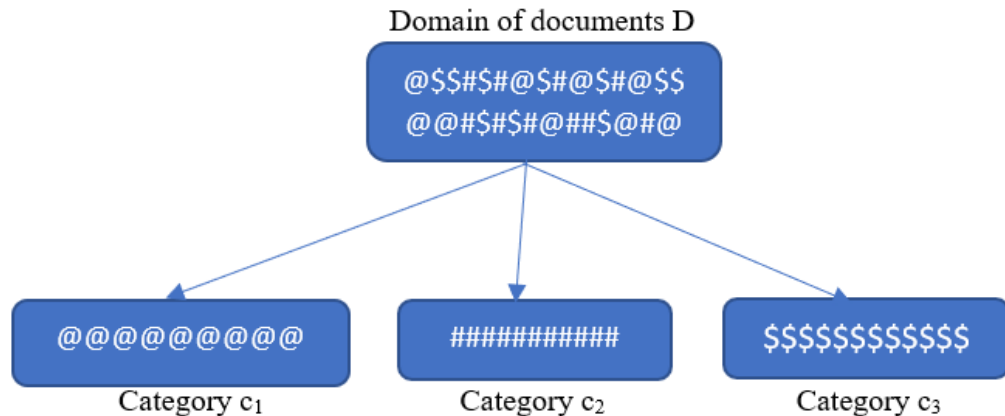 Domain of documents D
@$$#$#@$#@$#@$$
@@#$#$#@##$@#@
@@@@@@@@@
###########
$$$$$$$$$$$$
Category c₁
Category c₂
Category c₃